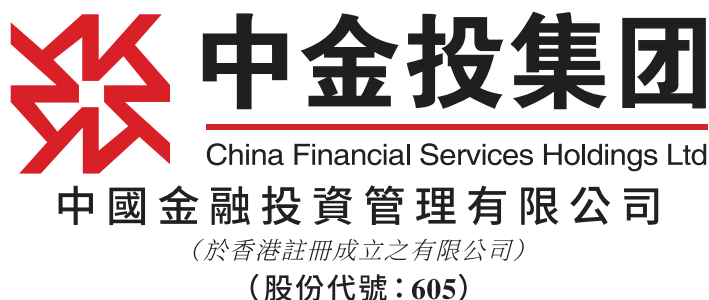 中金投集团
China Financial Services Holdings Ltd
中國金融投資管理有限公司
（於香港註冊成立之有限公司）
（股份代號：605）